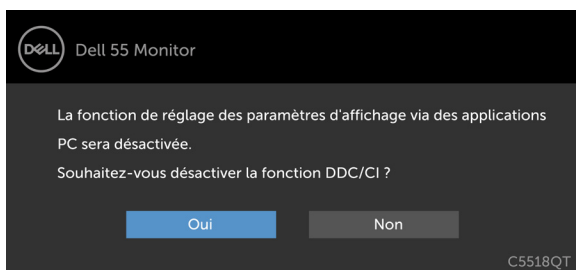 DELL
Dell 55 Monitor
La fonction de réglage des paramètres d'affichage via des applications
PC sera désactivée.
Souhaitez-vous désactiver la fonction DDC/CI ?
Oui
Non
C5518QT